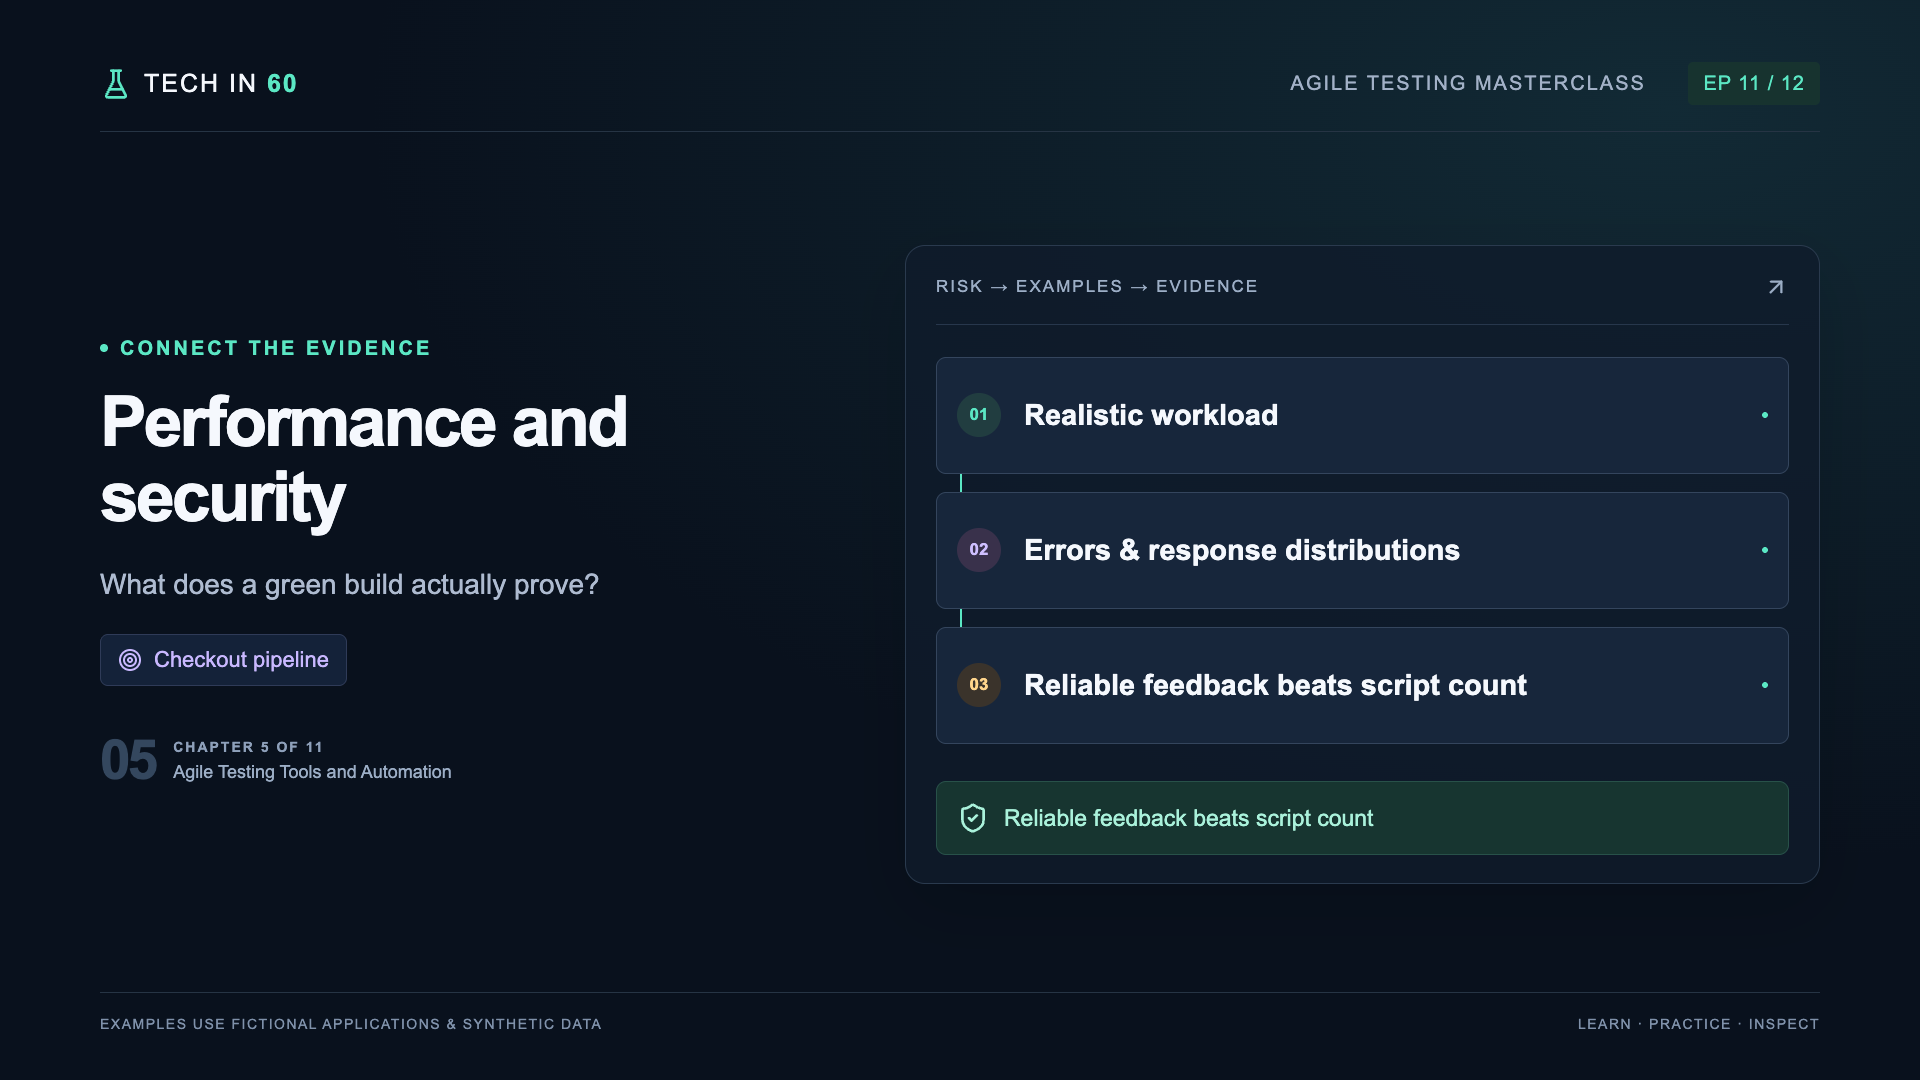 TECH IN 60
AGILE TESTING MASTERCLASS
EP 11 / 12
• CONNECT THE EVIDENCE
Performance and
security
What does a green build actually prove?
Checkout pipeline
05
CHAPTER 5 OF 11
Agile Testing Tools and Automation
RISK → EXAMPLES → EVIDENCE
01 Realistic workload
02 Errors & response distributions
03 Reliable feedback beats script count
Reliable feedback beats script count
EXAMPLES USE FICTIONAL APPLICATIONS & SYNTHETIC DATA
LEARN · PRACTICE · INSPECT